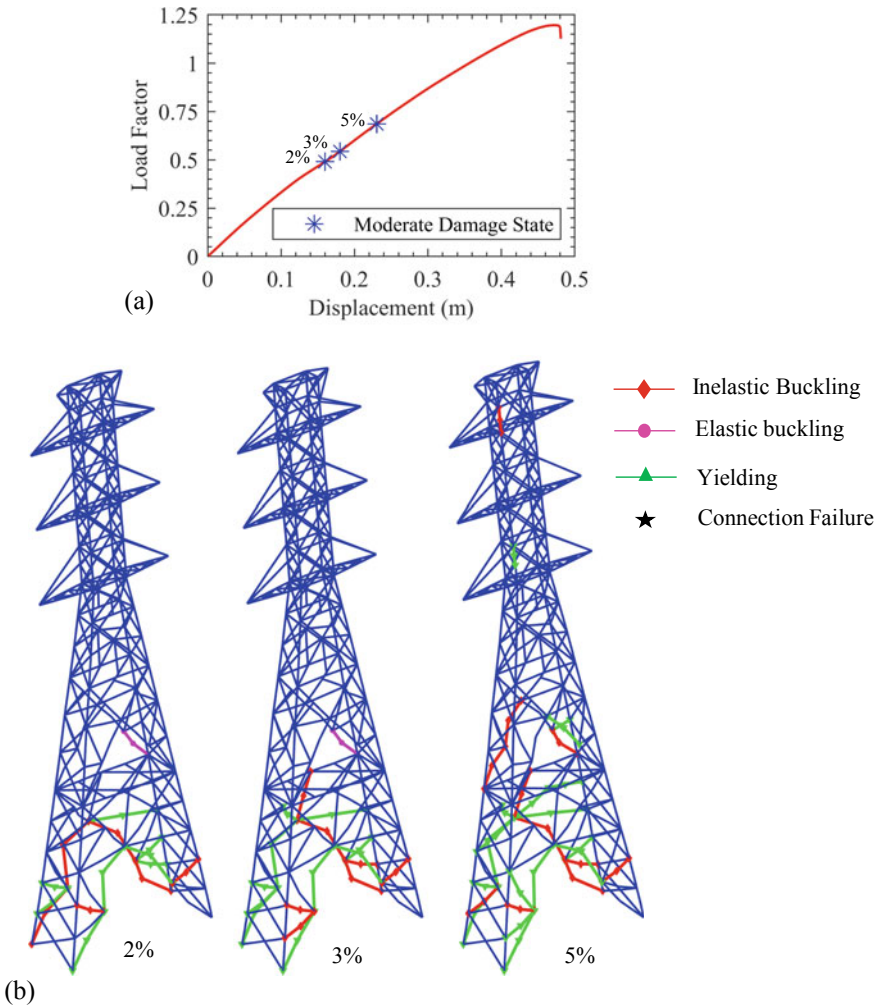 1.25
1
0.75
0.5
0.25
0
Load Factor
5%
3%
2%
Moderate Damage State
0 0.1 0.2 0.3 0.4 0.5
Displacement (m)
(a)
Inelastic Buckling
Elastic buckling
Yielding
Connection Failure
2% 3% 5%
(b)